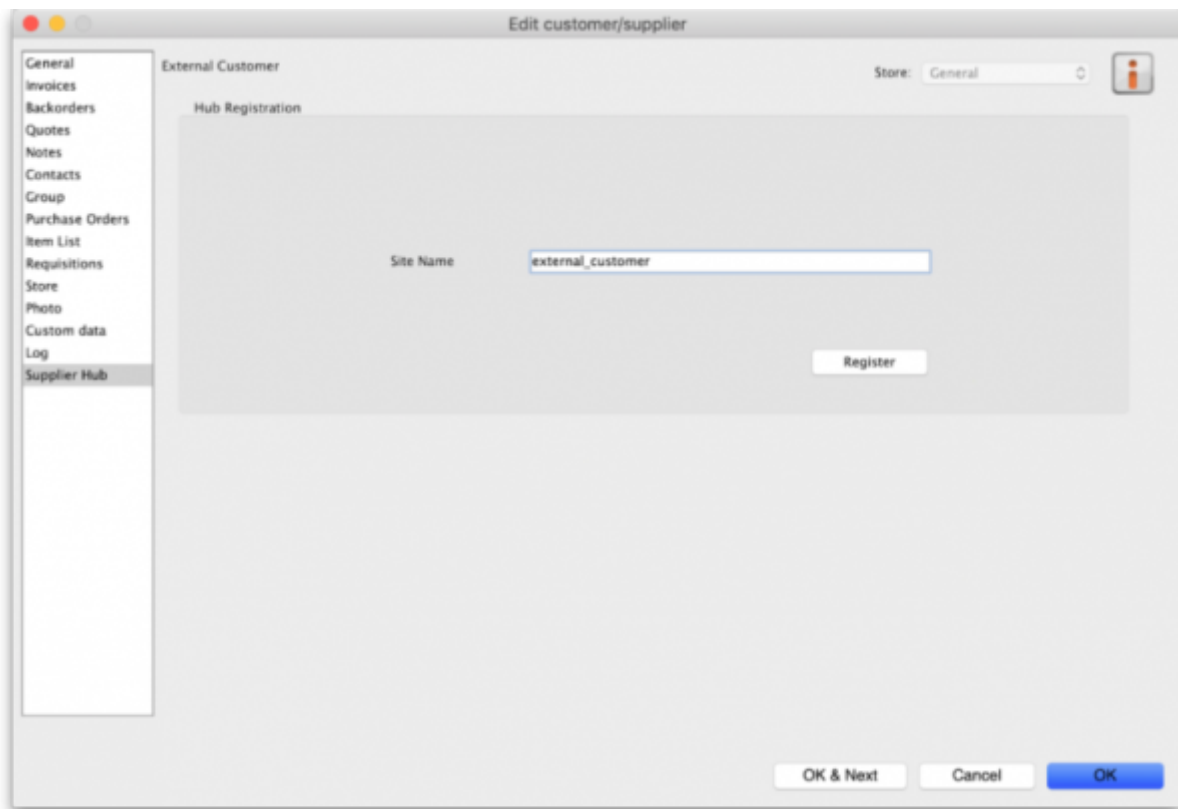 Edit customer/supplier
General
Invoices
Backorders
Quotes
Notes
Contacts
Group
Purchase Orders
Item List
Requisitions
Store
Photo
Custom data
Log
Supplier Hub
External Customer
Store: General
Hub Registration
Site Name external_customer
Register
OK & Next Cancel OK